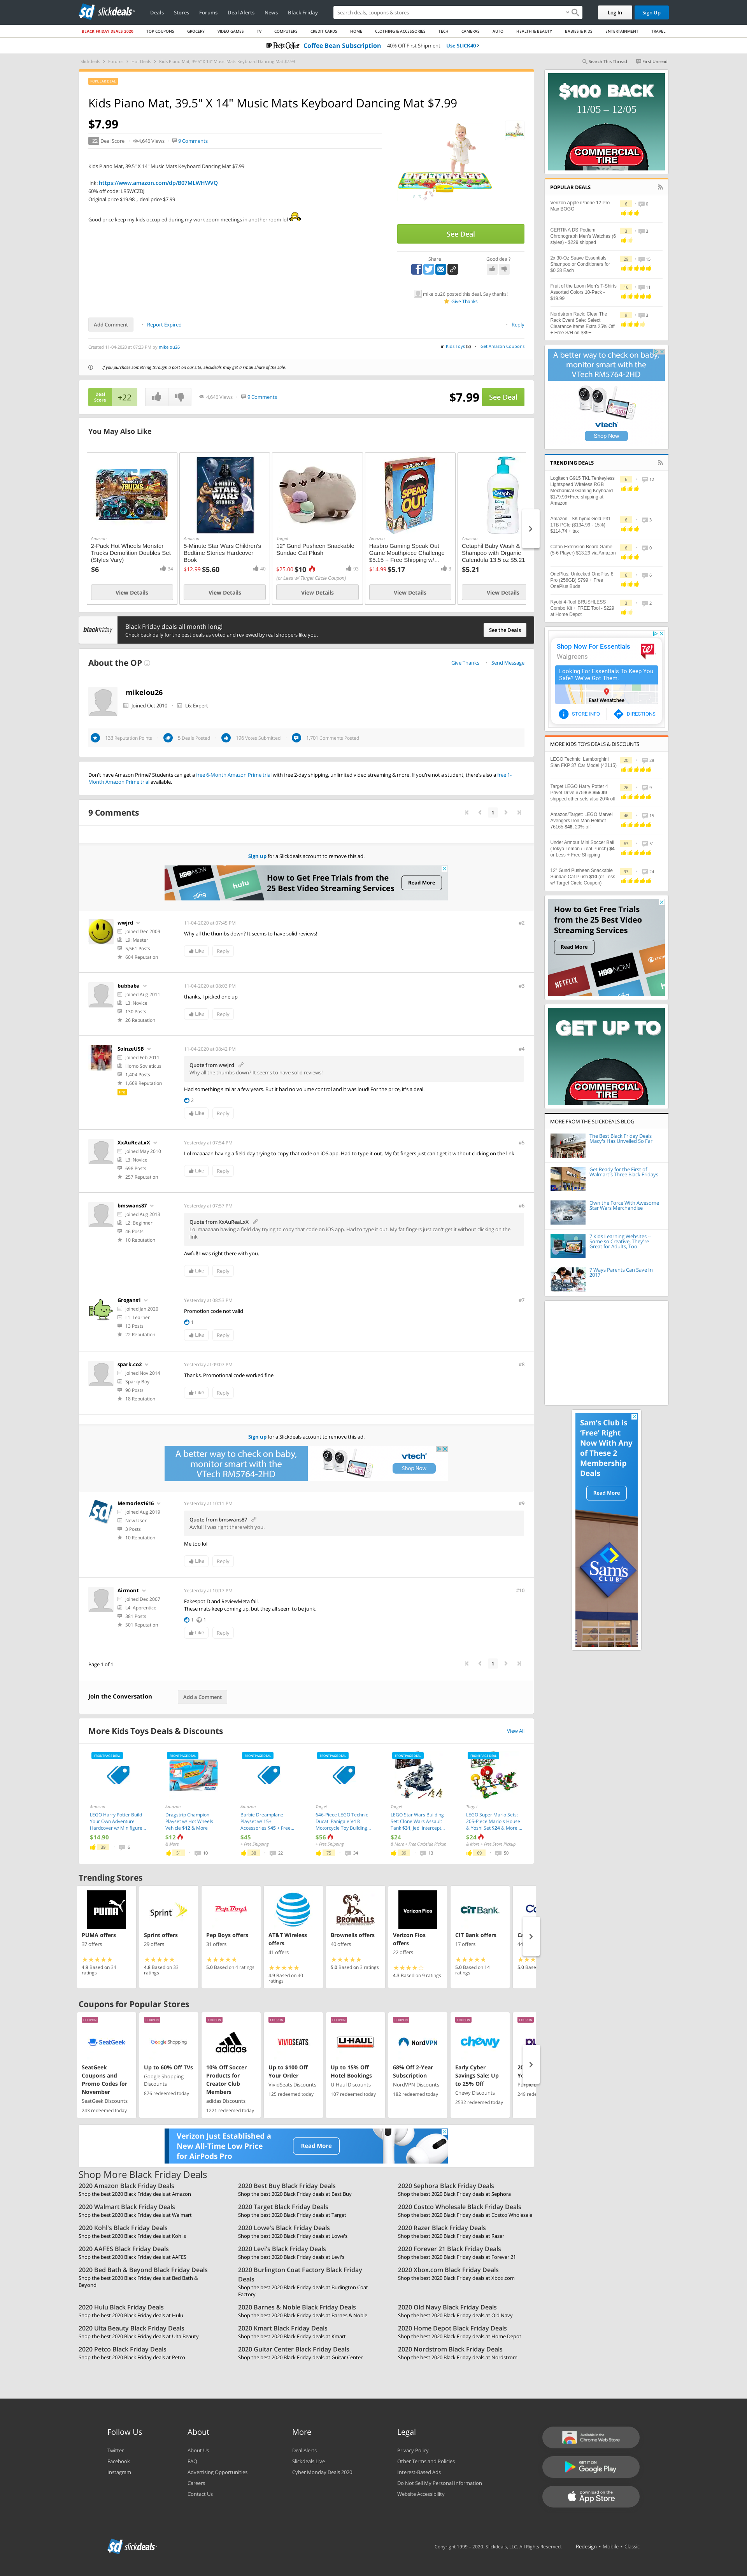 slickdeals
Deals Stores Forums Deal Alerts News Black Friday
Search deals, coupons & stores
Log In Sign Up
BLACK FRIDAY DEALS 2020 TOP COUPONS GROCERY VIDEO GAMES TV COMPUTERS CREDIT CARDS HOME CLOTHING & ACCESSORIES TECH CAMERAS AUTO HEALTH & BEAUTY BABIES & KIDS ENTERTAINMENT TRAVEL
Peet's Coffee Coffee Bean Subscription 40% Off First Shipment Use SLICK40
Slickdeals > Forums > Hot Deals > Kids Piano Mat, 39.5" X 14" Music Mats Keyboard Dancing Mat $7.99
Search This Thread First Unread
Kids Piano Mat, 39.5" X 14" Music Mats Keyboard Dancing Mat $7.99
$7.99
+22 Deal Score 4,646 Views 9 Comments
Kids Piano Mat, 39.5" X 14" Music Mats Keyboard Dancing Mat $7.99
link: https://www.amazon.com/dp/B07MLWHWVQ
60% off code: LR5WCZDJ
Original price $19.98 , deal price $7.99
Good price keep my kids occupied during my work zoom meetings in another room lol
See Deal
Share Good deal?
mikelou26 posted this deal. Say thanks!
Give Thanks
Add Comment Report Expired Reply
Created 11-04-2020 at 07:23 PM by mikelou26
in Kids Toys (6) Get Amazon Coupons
If you purchase something through a post on our site, Slickdeals may get a small share of the sale.
Deal Score +22 4,646 Views 9 Comments $7.99 See Deal
You May Also Like
Amazon
2-Pack Hot Wheels Monster Trucks Demolition Doubles Set (Styles Vary)
$6 34
View Details
Amazon
5-Minute Star Wars Children's Bedtime Stories Hardcover Book
$12.99 $5.60 40
View Details
Target
12" Gund Pusheen Snackable Sundae Cat Plush
$25.00 $10 93
(or Less w/ Target Circle Coupon)
View Details
Amazon
Hasbro Gaming Speak Out Game Mouthpiece Challenge $5.15 + Free Shipping w/...
$14.99 $5.17 3
View Details
Amazon
Cetaphil Baby Wash & Shampoo with Organic Calendula 13.5 oz $5.21
$5.21
View Details
blackfriday
Black Friday deals all month long!
Check back daily for the best deals as voted and reviewed by real shoppers like you.
See the Deals
About the OP
Give Thanks Send Message
mikelou26
Joined Oct 2010 L6: Expert
133 Reputation Points 5 Deals Posted 196 Votes Submitted 1,701 Comments Posted
Don't have Amazon Prime? Students can get a free 6-Month Amazon Prime trial with free 2-day shipping, unlimited video streaming & more. If you're not a student, there's also a free 1-
Month Amazon Prime trial available.
9 Comments
1
Sign up for a Slickdeals account to remove this ad.
How to Get Free Trials from the
25 Best Video Streaming Services
Read More
wwjrd
Joined Dec 2009
L9: Master
5,561 Posts
604 Reputation
11-04-2020 at 07:45 PM #2
Why all the thumbs down? It seems to have solid reviews!
Like Reply
bubbaba
Joined Aug 2011
L3: Novice
130 Posts
26 Reputation
11-04-2020 at 08:03 PM #3
thanks, I picked one up
Like Reply
SolnzeUSB
Joined Feb 2011
Homo Sovieticus
1,404 Posts
1,669 Reputation
Pro
11-04-2020 at 08:42 PM #4
Quote from wwjrd
Why all the thumbs down? It seems to have solid reviews!
Had something similar a few years. But it had no volume control and it was loud! For the price, it's a deal.
2
Like Reply
XxAuReaLxX
Joined May 2010
L3: Novice
698 Posts
257 Reputation
Yesterday at 07:54 PM #5
Lol maaaaan having a field day trying to copy that code on iOS app. Had to type it out. My fat fingers just can't get it without clicking on the link
Like Reply
bmswans87
Joined Aug 2013
L2: Beginner
46 Posts
10 Reputation
Yesterday at 07:57 PM #6
Quote from XxAuReaLxX
Lol maaaaan having a field day trying to copy that code on iOS app. Had to type it out. My fat fingers just can't get it without clicking on the
link
Awful! I was right there with you.
Like Reply
Grogans1
Joined Jan 2020
L1: Learner
13 Posts
22 Reputation
Yesterday at 08:53 PM #7
Promotion code not valid
1
Like Reply
spark.co2
Joined Nov 2014
Sparky Boy
90 Posts
18 Reputation
Yesterday at 09:07 PM #8
Thanks. Promotional code worked fine
Like Reply
Sign up for a Slickdeals account to remove this ad.
A better way to check on baby,
monitor smart with the
VTech RM5764-2HD
vtech
Shop Now
Memories1616
Joined Aug 2019
New User
3 Posts
10 Reputation
Yesterday at 10:11 PM #9
Quote from bmswans87
Awful! I was right there with you.
Me too lol
Like Reply
Airmont
Joined Dec 2007
L4: Apprentice
381 Posts
501 Reputation
Yesterday at 10:17 PM #10
Fakespot D and ReviewMeta fail.
These mats keep coming up, but they all seem to be junk.
1 1
Like Reply
Page 1 of 1
1
Join the Conversation Add a Comment
More Kids Toys Deals & Discounts
View All
Amazon
LEGO Harry Potter Build Your Own Adventure Hardcover w/ Minifigure...
$14.90
39 6
Amazon
Dragstrip Champion Playset w/ Hot Wheels Vehicle $12 & More
$12
& More
51 10
Amazon
Barbie Dreamplane Playset w/ 15+ Accessories $45 + Free...
$45
+ Free Shipping
38 22
Target
646-Piece LEGO Technic Ducati Panigale V4 R Motorcycle Toy Building...
$56
+ Free Shipping
75 34
Target
LEGO Star Wars Building Set: Clone Wars Assault Tank $31, Jedi Intercept...
$24
& More + Free Curbside Pickup
39 13
Target
LEGO Super Mario Sets: 205 Piece Mario's House & Yoshi Set $24 & More...
$24
& More + Free Store Pickup
69 50
Trending Stores
PUMA offers
37 offers
4.9 Based on 34 ratings
Sprint offers
29 offers
4.8 Based on 33 ratings
Pep Boys offers
31 offers
5.0 Based on 4 ratings
AT&T Wireless offers
41 offers
4.9 Based on 40 ratings
Brownells offers
40 offers
5.0 Based on 3 ratings
Verizon Fios offers
22 offers
4.3 Based on 9 ratings
CIT Bank offers
17 offers
5.0 Based on 14 ratings
Coupons for Popular Stores
SeatGeek Coupons and Promo Codes for November
SeatGeek Discounts
243 redeemed today
Up to 60% Off TVs
Google Shopping Discounts
876 redeemed today
10% Off Soccer Products for Creator Club Members
adidas Discounts
1221 redeemed today
Up to $100 Off Your Order
VividSeats Discounts
125 redeemed today
Up to 15% Off Hotel Bookings
U-Haul Discounts
107 redeemed today
68% Off 2-Year Subscription
NordVPN Discounts
182 redeemed today
Early Cyber Savings Sale: Up to 25% Off
Chewy Discounts
2532 redeemed today
Verizon Just Established a
New All-Time Low Price
for AirPods Pro
Read More
Shop More Black Friday Deals
2020 Amazon Black Friday Deals
Shop the best 2020 Black Friday deals at Amazon
2020 Best Buy Black Friday Deals
Shop the best 2020 Black Friday deals at Best Buy
2020 Sephora Black Friday Deals
Shop the best 2020 Black Friday deals at Sephora
2020 Walmart Black Friday Deals
Shop the best 2020 Black Friday deals at Walmart
2020 Target Black Friday Deals
Shop the best 2020 Black Friday deals at Target
2020 Costco Wholesale Black Friday Deals
Shop the best 2020 Black Friday deals at Costco Wholesale
2020 Kohl's Black Friday Deals
Shop the best 2020 Black Friday deals at Kohl's
2020 Lowe's Black Friday Deals
Shop the best 2020 Black Friday deals at Lowe's
2020 Razer Black Friday Deals
Shop the best 2020 Black Friday deals at Razer
2020 AAFES Black Friday Deals
Shop the best 2020 Black Friday deals at AAFES
2020 Levi's Black Friday Deals
Shop the best 2020 Black Friday deals at Levi's
2020 Forever 21 Black Friday Deals
Shop the best 2020 Black Friday deals at Forever 21
2020 Bed Bath & Beyond Black Friday Deals
Shop the best 2020 Black Friday deals at Bed Bath &
Beyond
2020 Burlington Coat Factory Black Friday
Deals
Shop the best 2020 Black Friday deals at Burlington Coat
Factory
2020 Xbox.com Black Friday Deals
Shop the best 2020 Black Friday deals at Xbox.com
2020 Hulu Black Friday Deals
Shop the best 2020 Black Friday deals at Hulu
2020 Barnes & Noble Black Friday Deals
Shop the best 2020 Black Friday deals at Barnes & Noble
2020 Old Navy Black Friday Deals
Shop the best 2020 Black Friday deals at Old Navy
2020 Ulta Beauty Black Friday Deals
Shop the best 2020 Black Friday deals at Ulta Beauty
2020 Kmart Black Friday Deals
Shop the best 2020 Black Friday deals at Kmart
2020 Home Depot Black Friday Deals
Shop the best 2020 Black Friday deals at Home Depot
2020 Petco Black Friday Deals
Shop the best 2020 Black Friday deals at Petco
2020 Guitar Center Black Friday Deals
Shop the best 2020 Black Friday deals at Guitar Center
2020 Nordstrom Black Friday Deals
Shop the best 2020 Black Friday deals at Nordstrom
$100 BACK
11/05 – 12/05
COMMERCIAL TIRE
POPULAR DEALS
Verizon Apple iPhone 12 Pro Max BOGO
CERTINA DS Podium Chronograph Men's Watches (6 styles) - $229 shipped
2x 30-Oz Suave Essentials Shampoo or Conditioners for $0.38 Each
Fruit of the Loom Men's T-Shirts Assorted Colors 10-Pack - $19.99
Nordstrom Rack: Clear The Rack Event Sale: Select Clearance Items Extra 25% Off + Free S/H on $89+
A better way to check on baby,
monitor smart with the
VTech RM5764-2HD
vtech
Shop Now
TRENDING DEALS
Logitech G915 TKL Tenkeyless Lightspeed Wireless RGB Mechanical Gaming Keyboard $179.99+Free shipping at Amazon
Amazon - SK hynix Gold P31 1TB PCIe ($134.99 - 15%) $114.74 + tax
Catan Extension Board Game (5-6 Player) $13.29 via Amazon
OnePlus: Unlocked OnePlus 8 Pro (256GB) $799 + Free OnePlus Buds
Ryobi 4-Tool BRUSHLESS Combo Kit + FREE Tool - $229 at Home Depot
Shop Now For Essentials
Walgreens
Looking For Essentials To Keep You
Safe? We've Got Them.
East Wenatchee
STORE INFO DIRECTIONS
MORE KIDS TOYS DEALS & DISCOUNTS
LEGO Technic: Lamborghini Sián FKP 37 Car Model (42115)
Target LEGO Harry Potter 4 Privet Drive #75968 $55.99 shipped other sets also 20% off
Amazon/Target: LEGO Marvel Avengers Iron Man Helmet 76165 $48, 20% off
Under Armour Mini Soccer Ball (Tokyo Lemon / Teal Punch) $4 or Less + Free Shipping
12" Gund Pusheen Snackable Sundae Cat Plush $10 (or Less w/ Target Circle Coupon)
How to Get Free Trials
from the 25 Best Video
Streaming Services
Read More
GET UP TO
COMMERCIAL TIRE
MORE FROM THE SLICKDEALS BLOG
The Best Black Friday Deals
Macy's Has Unveiled So Far
Get Ready for the First of
Walmart's Three Black Fridays
Own the Force With Awesome
Star Wars Merchandise
7 Kids Learning Websites –
Some so Creative, They're
Great for Adults, Too
7 Ways Parents Can Save In
2017
Sam's Club is
'Free' Right
Now With Any
of These 2
Membership
Deals
Read More
Sam's Club
Follow Us
Twitter
Facebook
Instagram
About
About Us
FAQ
Advertising Opportunities
Careers
Contact Us
More
Deal Alerts
Slickdeals Live
Cyber Monday Deals 2020
Legal
Privacy Policy
Other Terms and Policies
Interest-Based Ads
Do Not Sell My Personal Information
Website Accessibility
Available in the Chrome Web Store
GET IT ON Google Play
Download on the App Store
slickdeals
Copyright 1999 – 2020. Slickdeals, LLC. All Rights Reserved. Redesign • Mobile • Classic